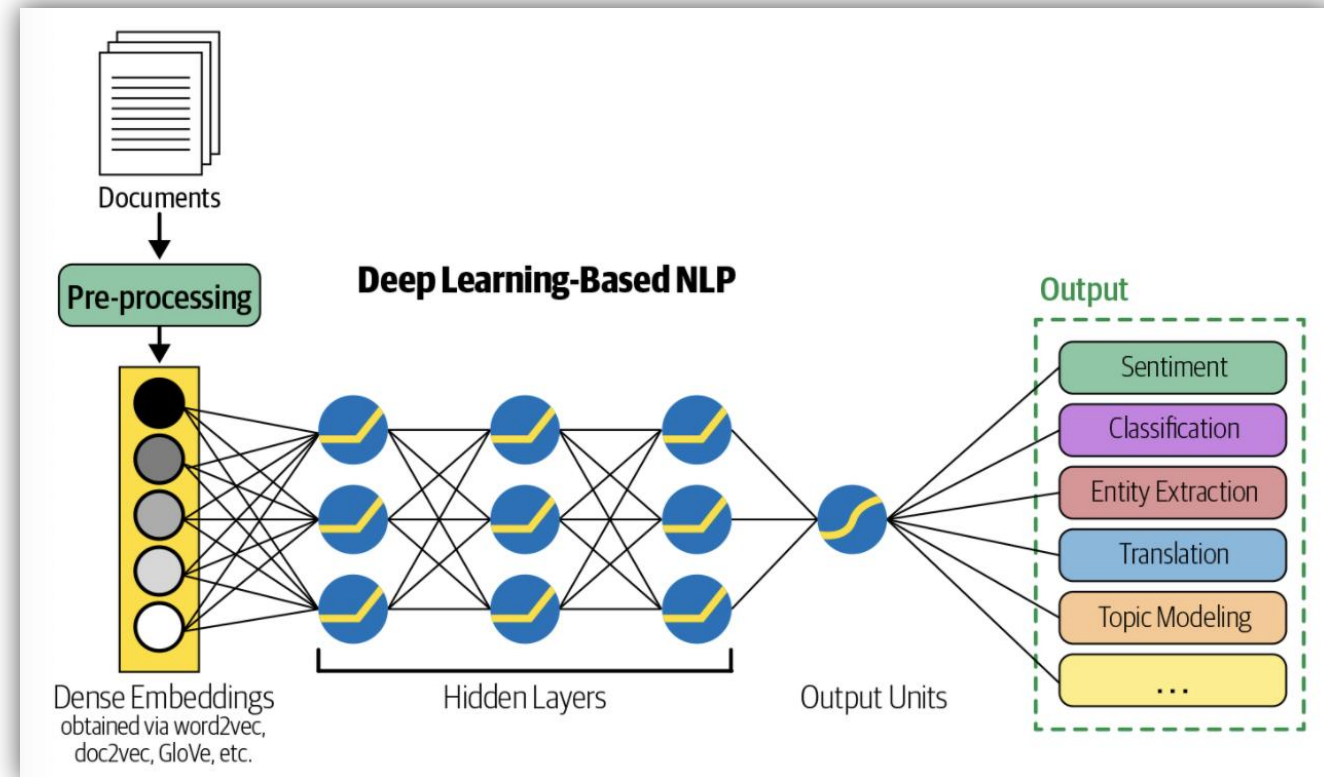 Documents
Pre-processing
Deep Learning-Based NLP
Dense Embeddings
obtained via word2vec,
doc2vec, GloVe, etc.
Hidden Layers
Output Units
Output
Sentiment
Classification
Entity Extraction
Translation
Topic Modeling
...